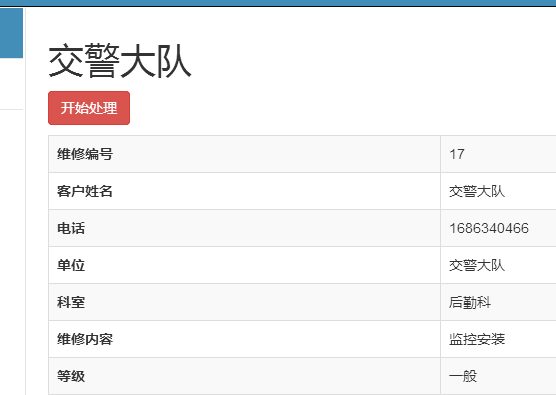 交警大队
开始处理
维修编号 17
客户姓名 交警大队
电话 1686340466
单位 交警大队
科室 后勤科
维修内容 监控安装
等级 一般